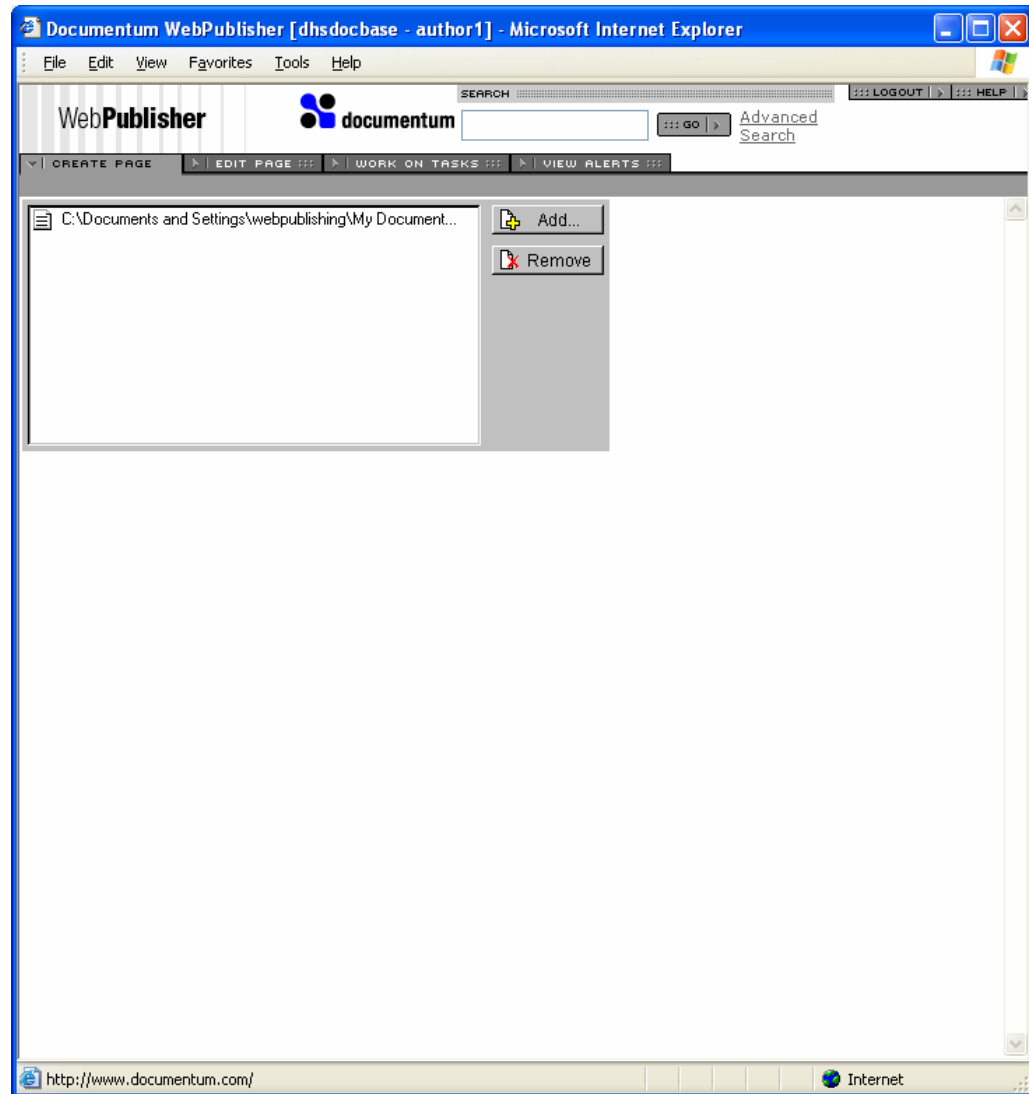 Documentum WebPublisher [dhsdocbase - author1] - Microsoft Internet Explorer
File Edit View Favorites Tools Help
SEARCH ::: LOGOUT ::: HELP
WebPublisher documentum ::: GO Advanced Search
CREATE PAGE EDIT PAGE ::: WORK ON TASKS ::: VIEW ALERTS :::
C:\Documents and Settings\webpublishing\My Document... Add...
Remove
http://www.documentum.com/ Internet